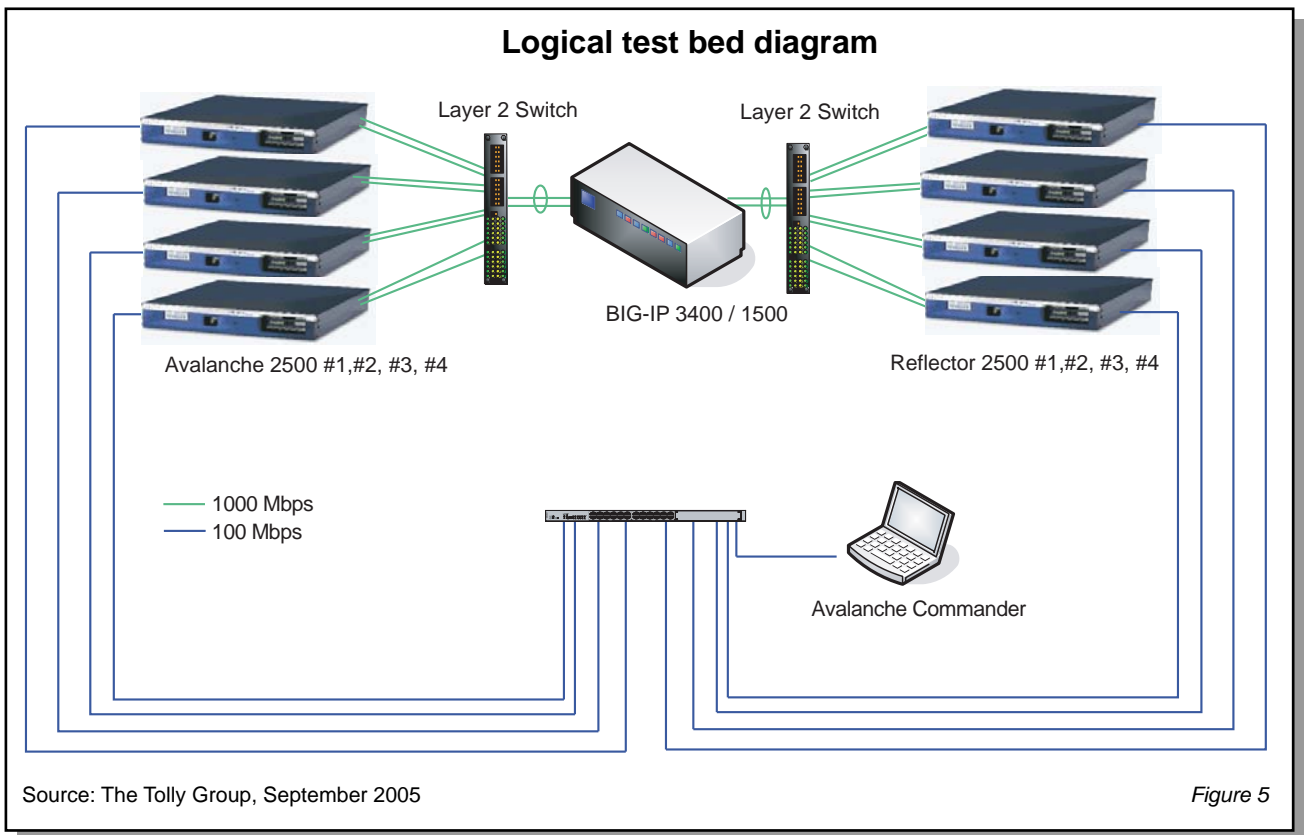 Logical test bed diagram
Layer 2 Switch
Layer 2 Switch
BIG-IP 3400 / 1500
Avalanche 2500 #1,#2, #3, #4
Reflector 2500 #1,#2, #3, #4
1000 Mbps
100 Mbps
Avalanche Commander
Source: The Tolly Group, September 2005
Figure 5